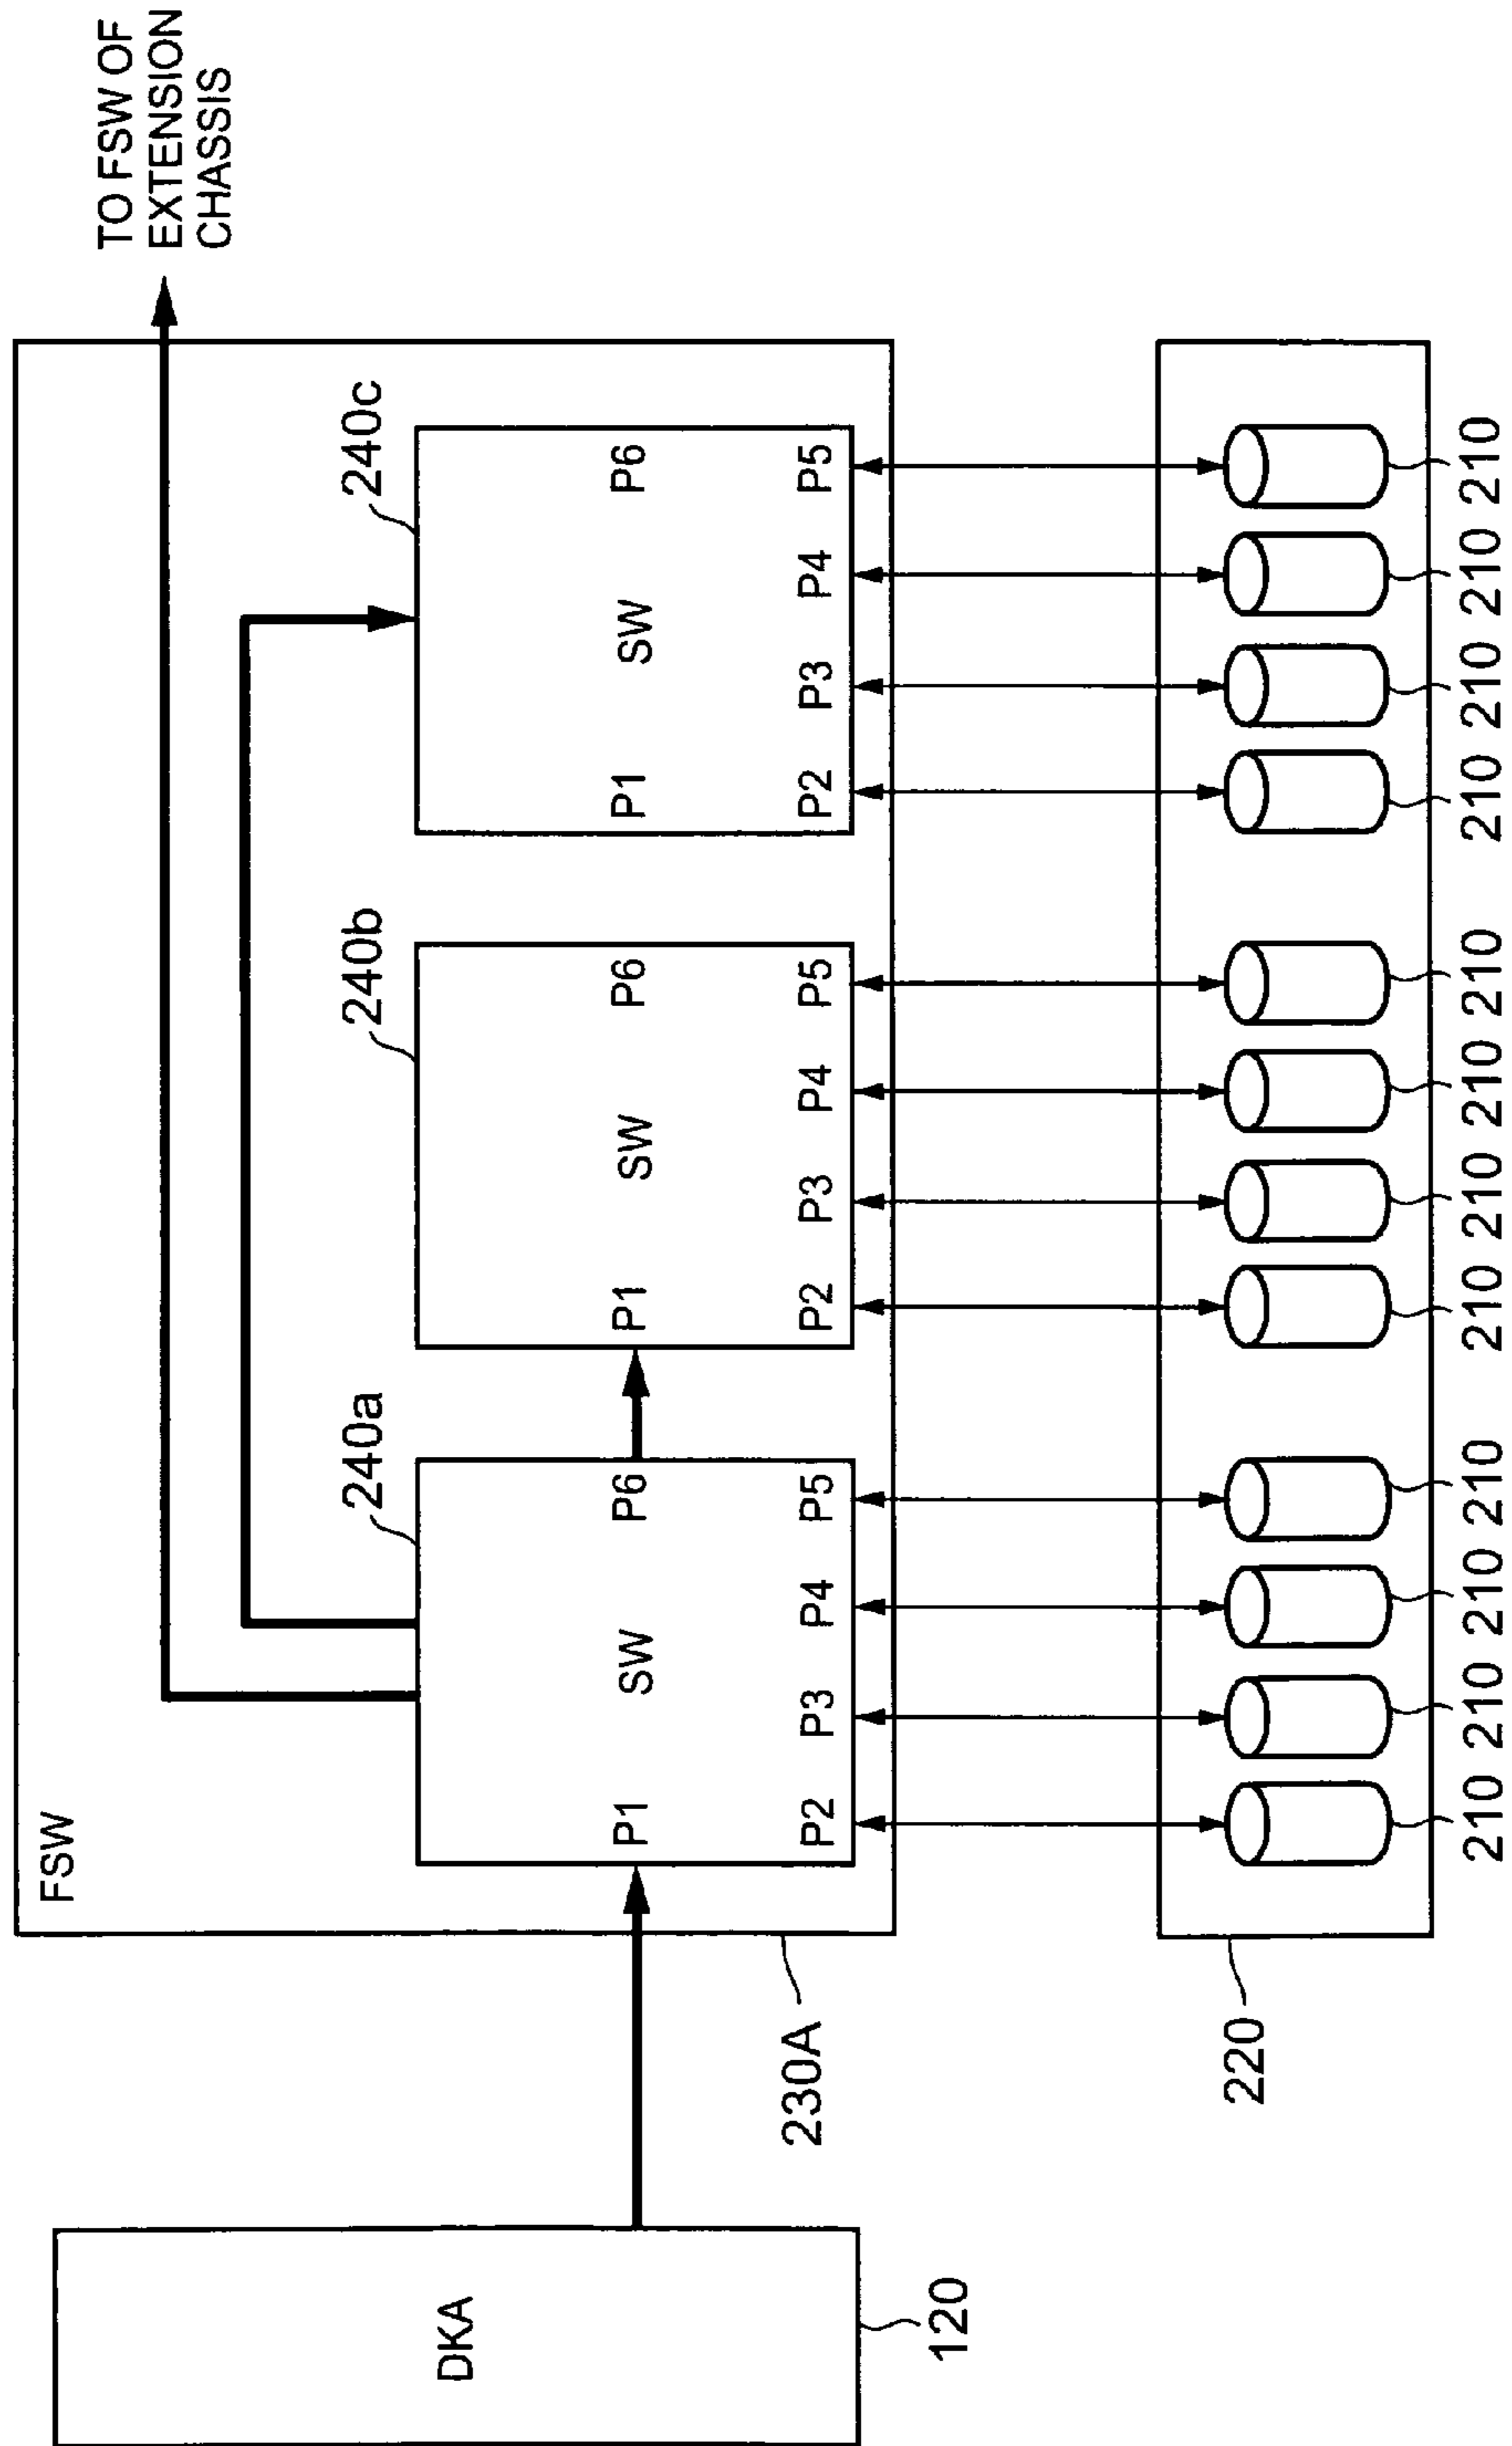 TO FSW OF
EXTENSION
CHASSIS
FSW
240a
240b
240c
DKA
P1
SW
P6
P1
SW
P6
P1
SW
P6
P2 P3 P4 P5
P2 P3 P4 P5
P2 P3 P4 P5
230A
120
220
210 210 210 210
210 210 210 210
210 210 210 210